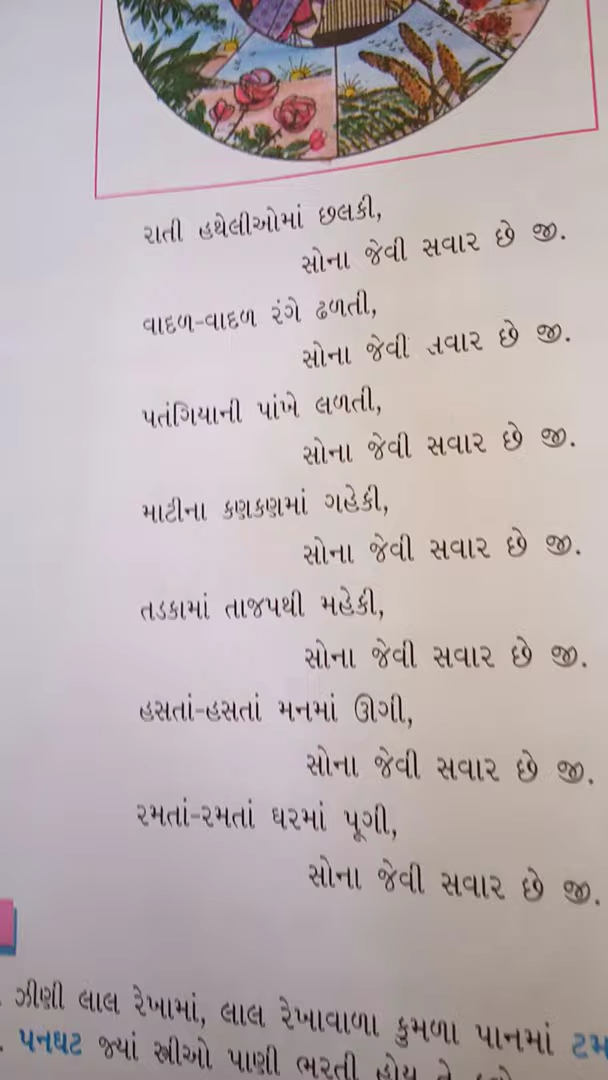 રાતી હથેલીઓમાં છલકી,
સોના જેવી સવાર છે જી.
વાદળ-વાદળ રંગે ઢળતી,
સોના જેવી સવાર છે જી.
પતંગિયાની પાંખે લળતી,
સોના જેવી સવાર છે જી.
માટીના કણકણમાં ગહેકી,
સોના જેવી સવાર છે જી.
તડકામાં તાજપથી મહેકી,
સોના જેવી સવાર છે જી.
હસતાં-હસતાં મનમાં ઊગી,
સોના જેવી સવાર છે જી.
રમતાં-રમતાં ઘરમાં પૂગી,
સોના જેવી સવાર છે જી.
ઝીણી લાલ રેખામાં, લાલ રેખાવાળા કુમળા પાનમાં
પનઘટ જ્યાં સ્ત્રીઓ પાણી ભરતી હોય તે